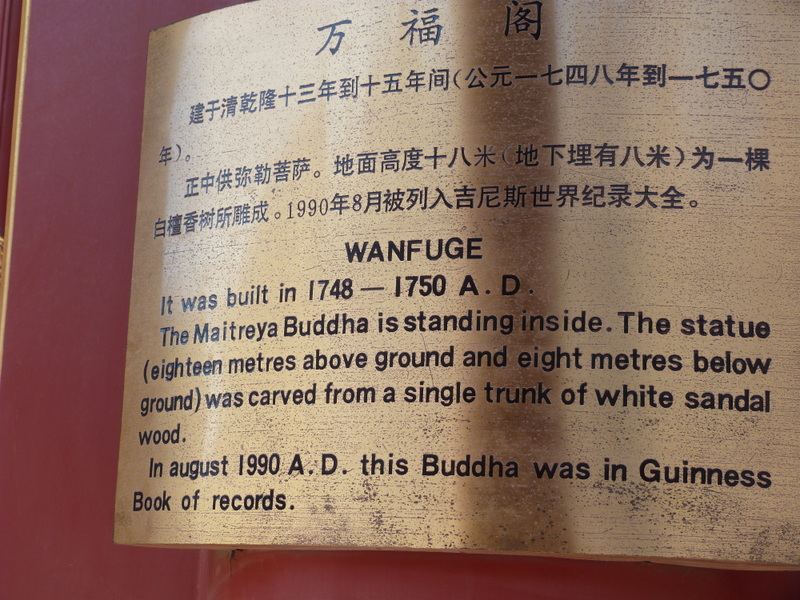 万福阁
建于清乾隆十三年到十五年间（公元一七四八年到一七五〇
年）。
正中供弥勒菩萨。地面高度十八米（地下埋有八米）为一棵
白檀香树所雕成。1990年8月被列入吉尼斯世界纪录大全。
WANFUGE
It was built in 1748 — 1750 A.D.
The Maitreya Buddha is standing inside. The statue
(eighteen metres above ground and eight metres below
ground) was carved from a single trunk of white sandal
wood.
In august 1990 A.D. this Buddha was in Guinness
Book of records.